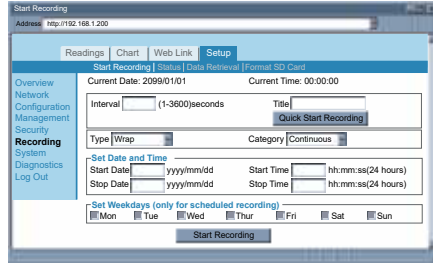 Start Recording
Address http://192.168.1.200
Readings Chart Web Link Setup
Start Recording | Status | Data Retrieval | Format SD Card
Overview
Network
Configuration
Management
Security
Recording
System
Diagnostics
Log Out
Current Date: 2099/01/01 Current Time: 00:00:00
Interval (1-3600)seconds Title
Quick Start Recording
Type Wrap Category Continuous
Set Date and Time
Start Date yyyy/mm/dd Start Time hh:mm:ss(24 hours)
Stop Date yyyy/mm/dd Stop Time hh:mm:ss(24 hours)
Set Weekdays (only for scheduled recording)
Mon Tue Wed Thur Fri Sat Sun
Start Recording